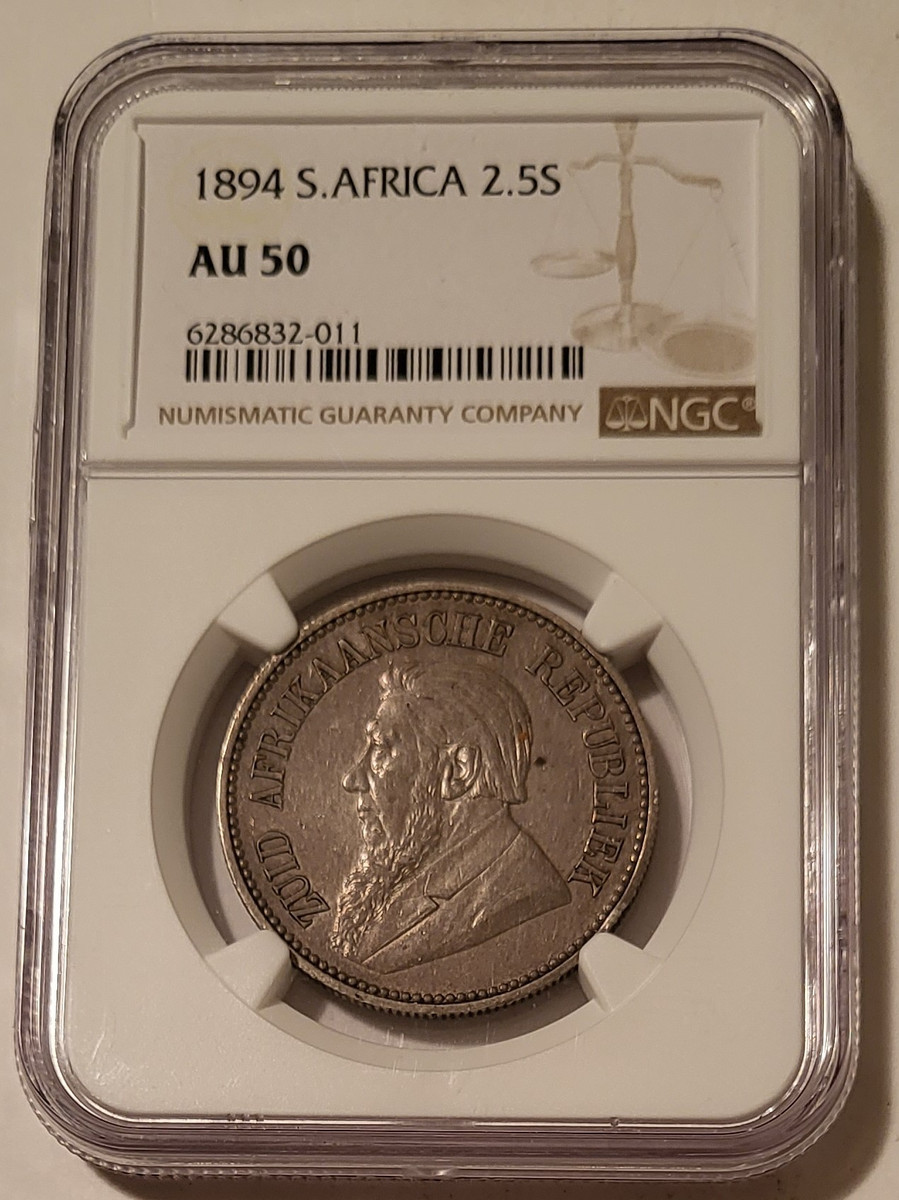 1894 S.AFRICA 2.5S
AU 50
6286832-011
NUMISMATIC GUARANTY COMPANY
NGC®
ZUID AFRIKAANSCHE REPUBLIEK